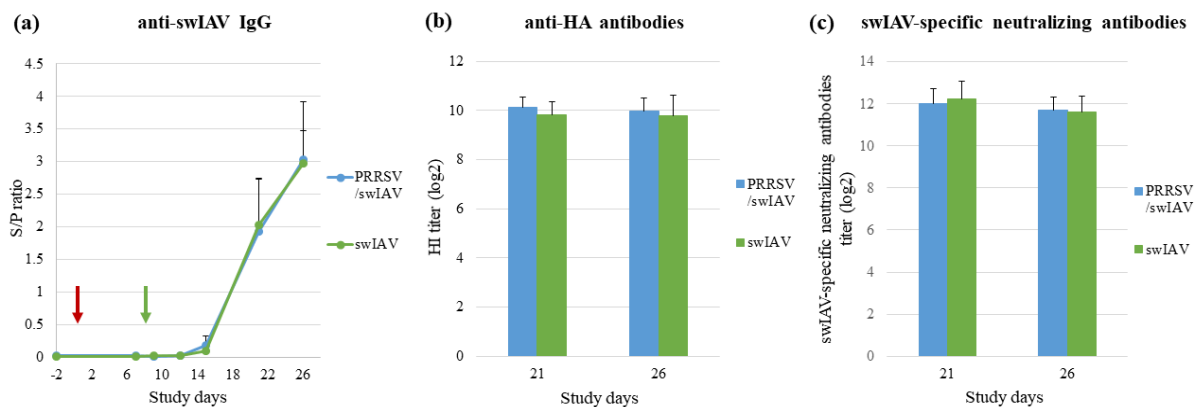 (a)
anti-swIAV IgG
S/P ratio
4.5
4
3.5
3
2.5
2
1.5
1
0.5
0
-2 2 6 10 14 18 22 26
Study days
PRRSV
/swIAV
swIAV
(b)
anti-HA antibodies
HI titer (log2)
12
10
8
6
4
2
0
21 26
Study days
PRRSV
/swIAV
swIAV
(c)
swIAV-specific neutralizing antibodies
swIAV-specific neutralizing antibodies
titer (log2)
14
12
10
8
6
4
2
0
21 26
Study days
PRRSV
/swIAV
swIAV